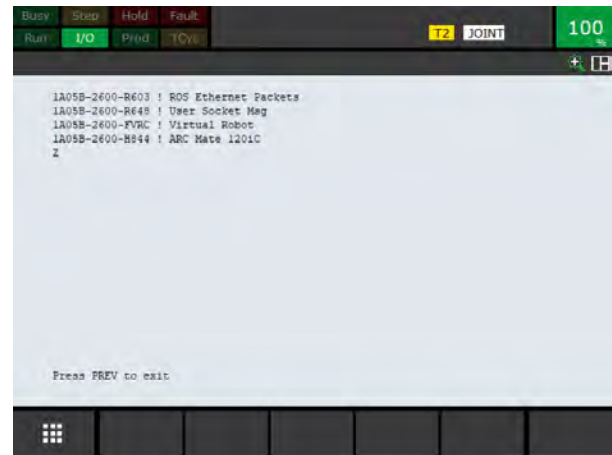 Busy Step Hold Fault
Run I/O Prod TCyc
T2 JOINT
100
%
1A05B-2600-R603 ! ROS Ethernet Packets
1A05B-2600-R648 ! User Socket Msg
1A05B-2600-FVRC ! Virtual Robot
1A05B-2600-H844 ! ARC Mate 120iC
Z
Press PREV to exit